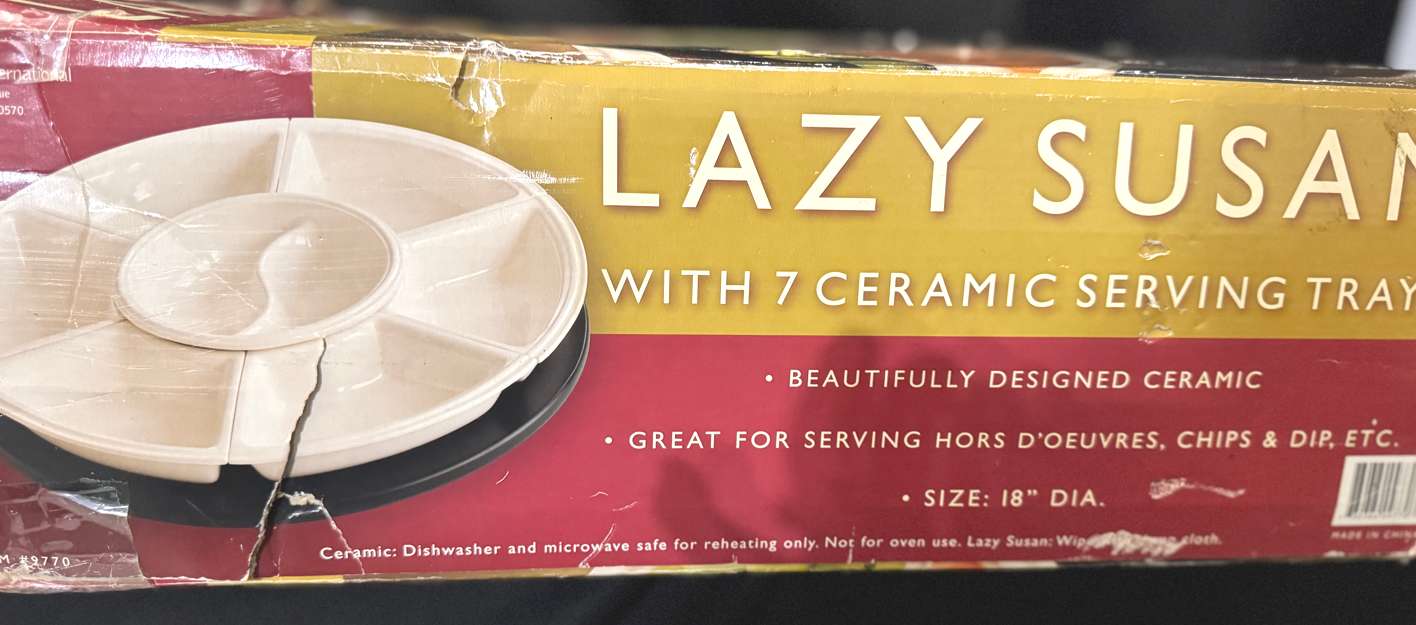 ernational
ue
0570
LAZY SUSAN
WITH 7 CERAMIC SERVING TRAY
• BEAUTIFULLY DESIGNED CERAMIC
• GREAT FOR SERVING HORS D'OEUVRES, CHIPS & DIP, ETC.
• SIZE: 18" DIA.
Ceramic: Dishwasher and microwave safe for reheating only. Not for oven use. Lazy Susan: Wipe cloth.
M #9770
MADE IN CHINA